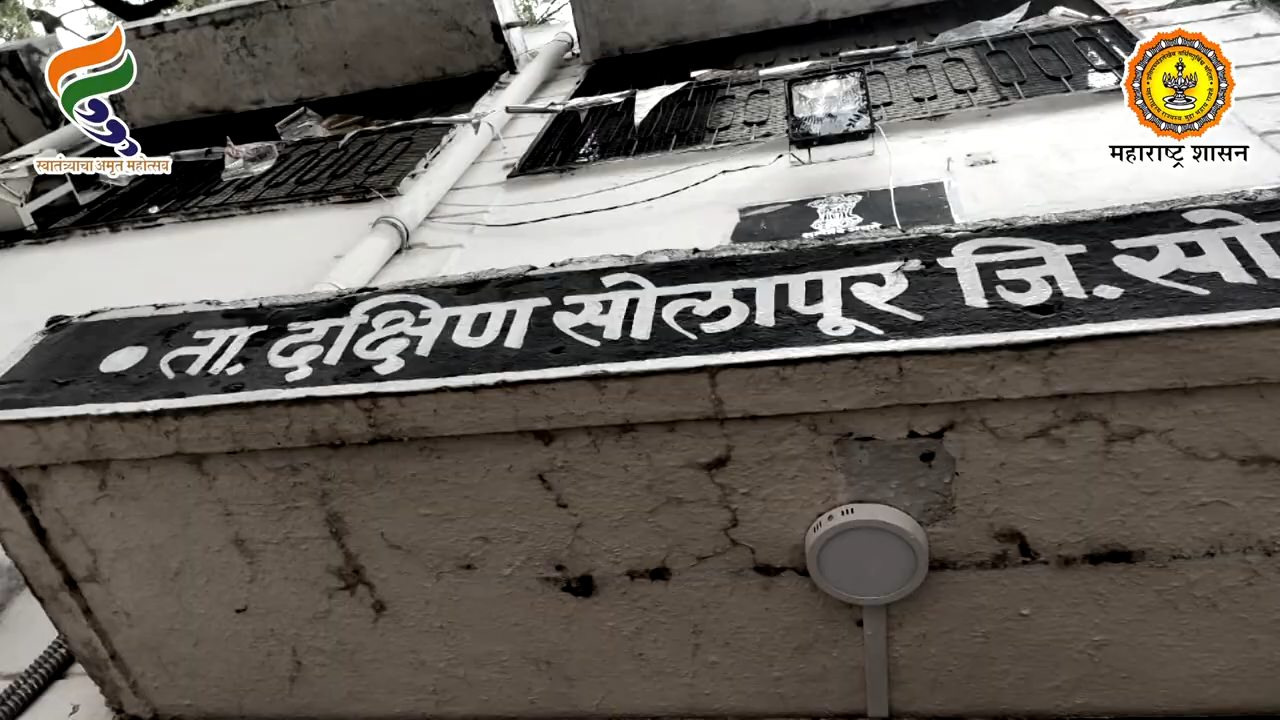 स्वातंत्र्याचा अमृत महोत्सव
महाराष्ट्र शासन
• ता. दक्षिण सोलापूर जि. सो